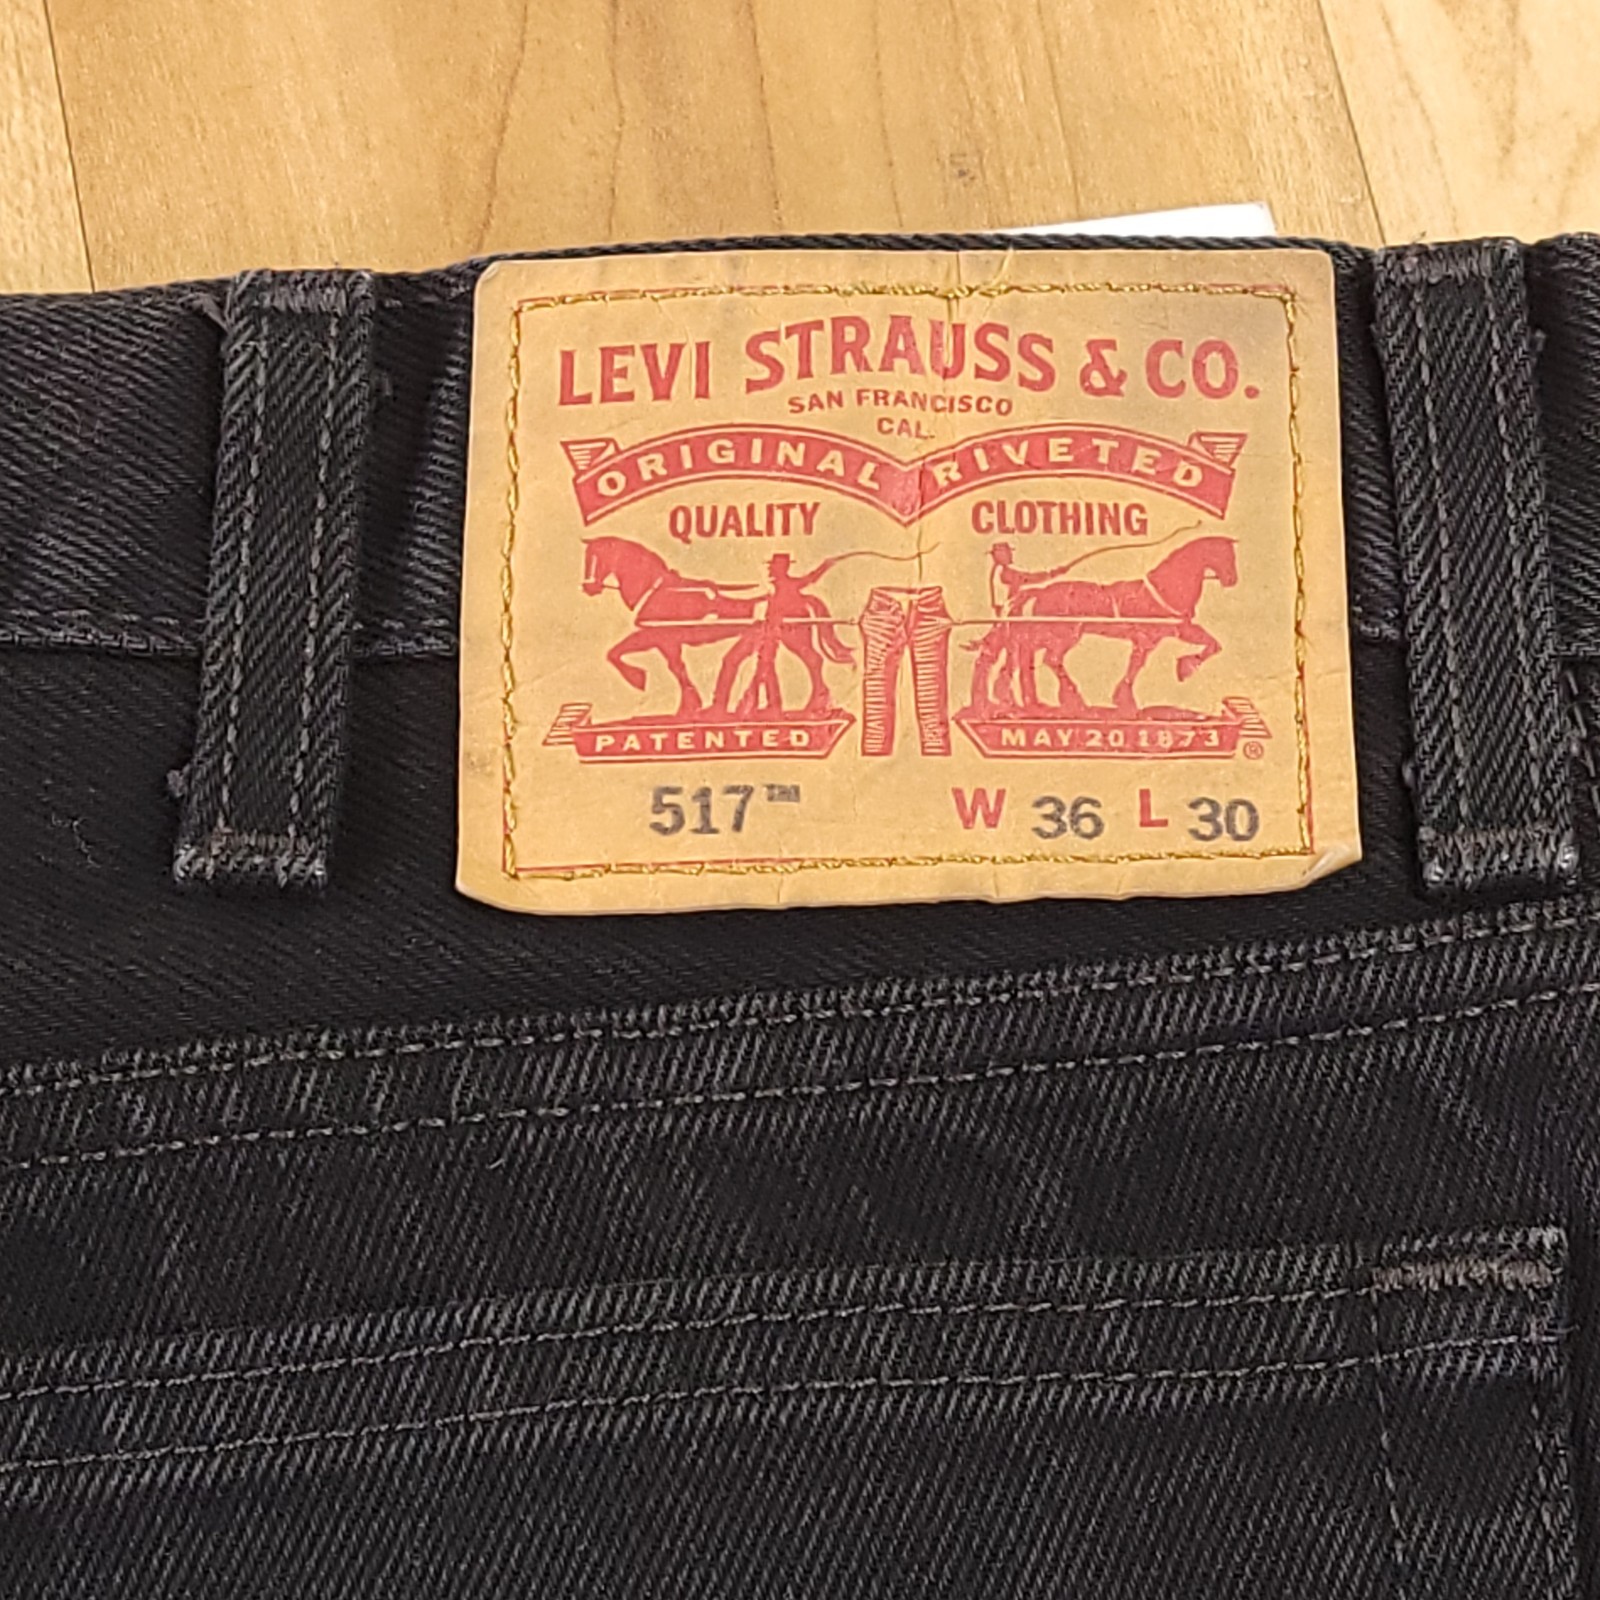 LEVI STRAUSS & CO.
SAN FRANCISCO
CAL.
ORIGINAL RIVETED
QUALITY CLOTHING
PATENTED MAY 20 1873 ®
517™ W 36 L 30